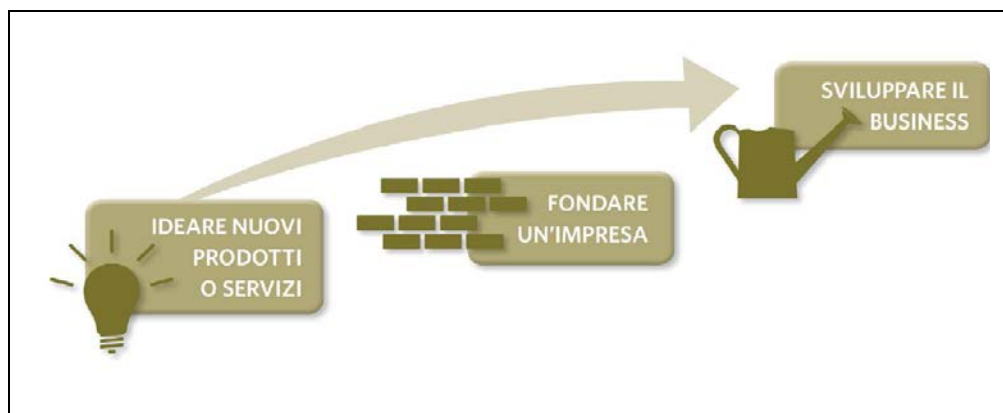 IDEARE NUOVI
PRODOTTI
O SERVIZI
FONDARE
UN'IMPRESA
SVILUPPARE IL
BUSINESS